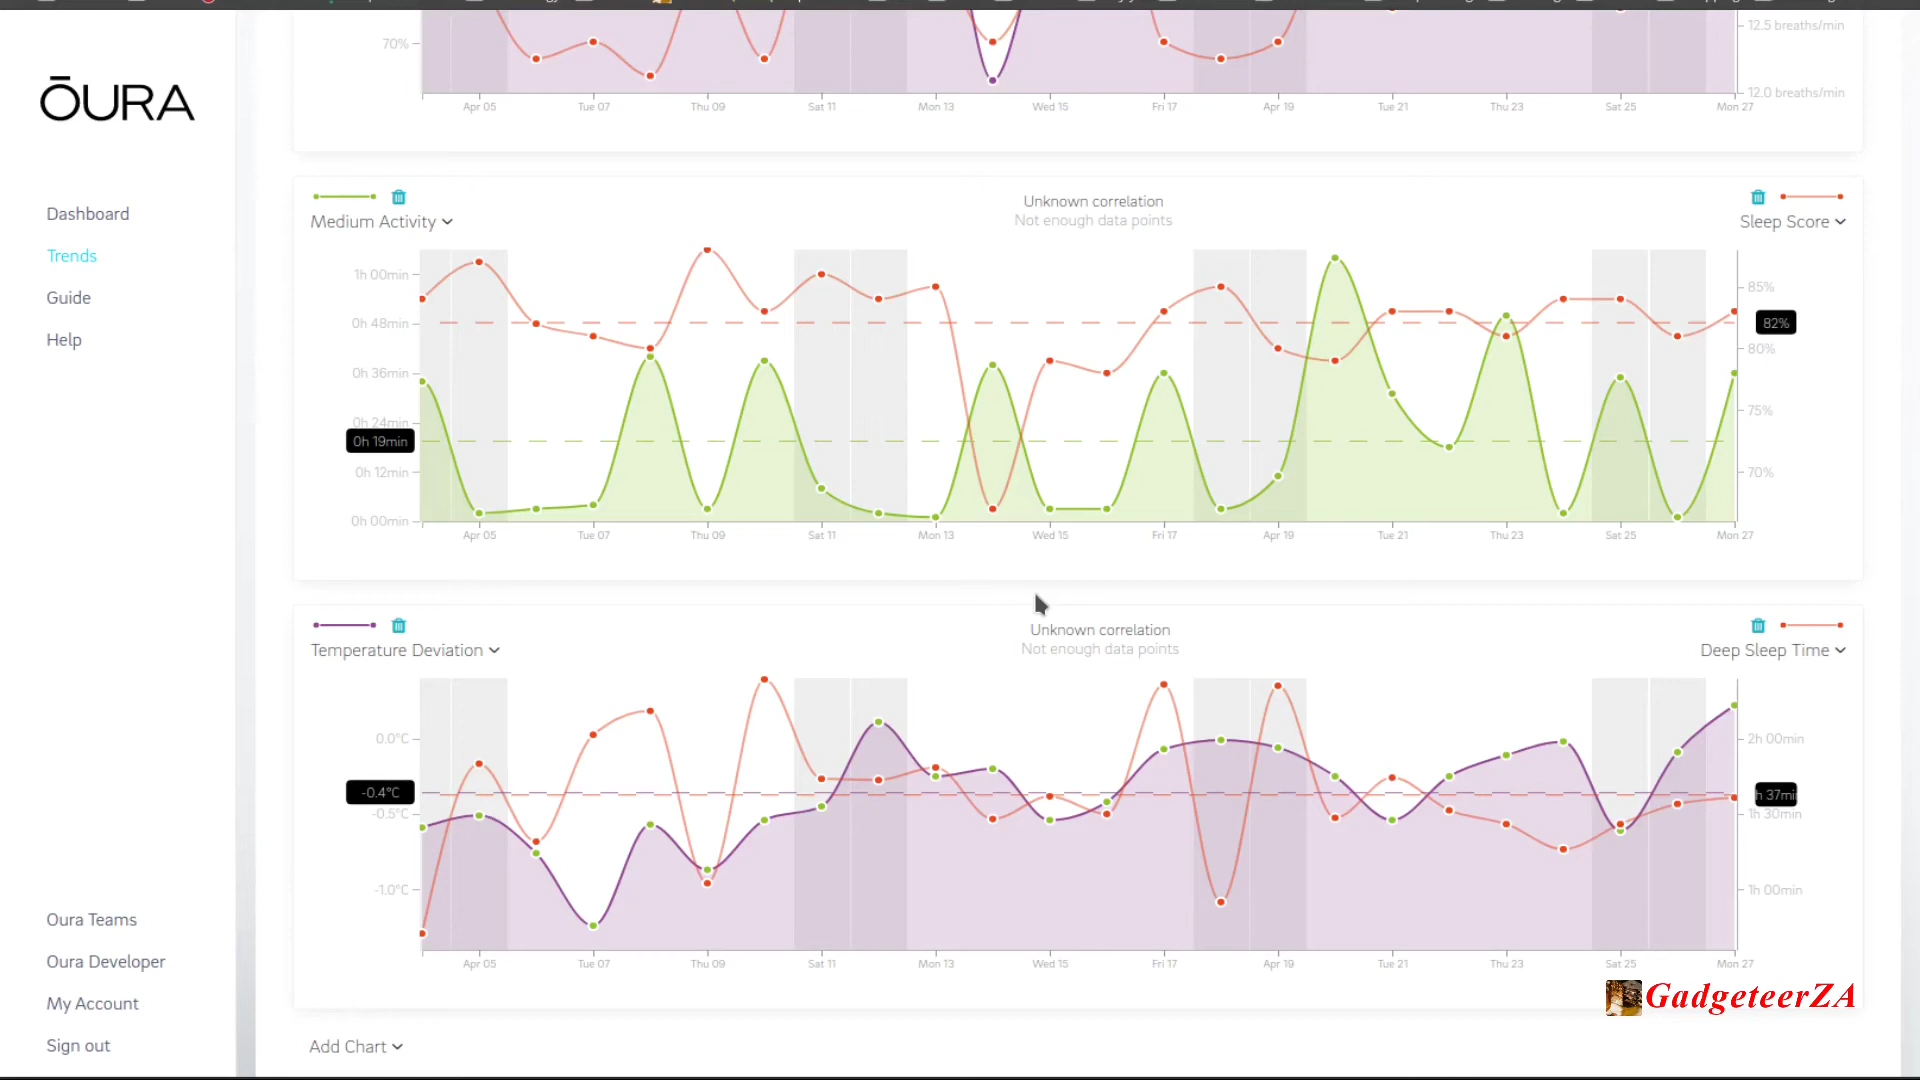 70%
12.5 breaths/min
12.0 breaths/min
Apr 05 Tue 07 Thu 09 Sat 11 Mon 13 Wed 15 Fri 17 Apr 19 Tue 21 Thu 23 Sat 25 Mon 27
ŌURA
Dashboard
Trends
Guide
Help
Oura Teams
Oura Developer
My Account
Sign out
Medium Activity
Unknown correlation
Not enough data points
Sleep Score
1h 00min
0h 48min
0h 36min
0h 24min
0h 19min
0h 12min
0h 00min
85%
82%
80%
75%
70%
Apr 05 Tue 07 Thu 09 Sat 11 Mon 13 Wed 15 Fri 17 Apr 19 Tue 21 Thu 23 Sat 25 Mon 27
Temperature Deviation
Unknown correlation
Not enough data points
Deep Sleep Time
0.0°C
-0.4°C
-0.5°C
-1.0°C
2h 00min
h 37mi
1h 30min
1h 00min
Apr 05 Tue 07 Thu 09 Sat 11 Mon 13 Wed 15 Fri 17 Apr 19 Tue 21 Thu 23 Sat 25 Mon 27
GadgeteerZA
Add Chart